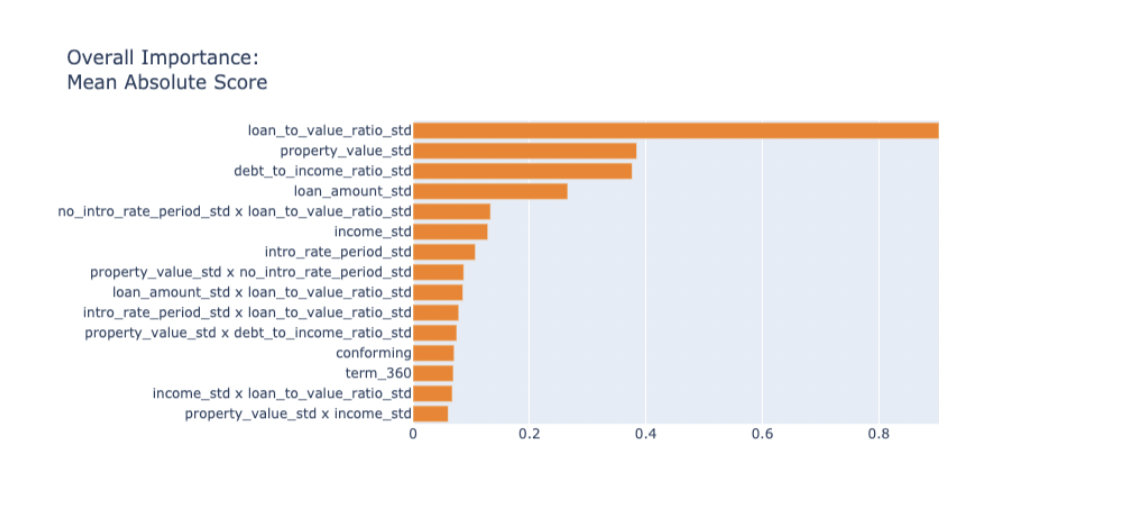 Overall Importance:
Mean Absolute Score
loan_to_value_ratio_std
property_value_std
debt_to_income_ratio_std
loan_amount_std
no_intro_rate_period_std x loan_to_value_ratio_std
income_std
intro_rate_period_std
property_value_std x no_intro_rate_period_std
loan_amount_std x loan_to_value_ratio_std
intro_rate_period_std x loan_to_value_ratio_std
property_value_std x debt_to_income_ratio_std
conforming
term_360
income_std x loan_to_value_ratio_std
property_value_std x income_std
0 0.2 0.4 0.6 0.8